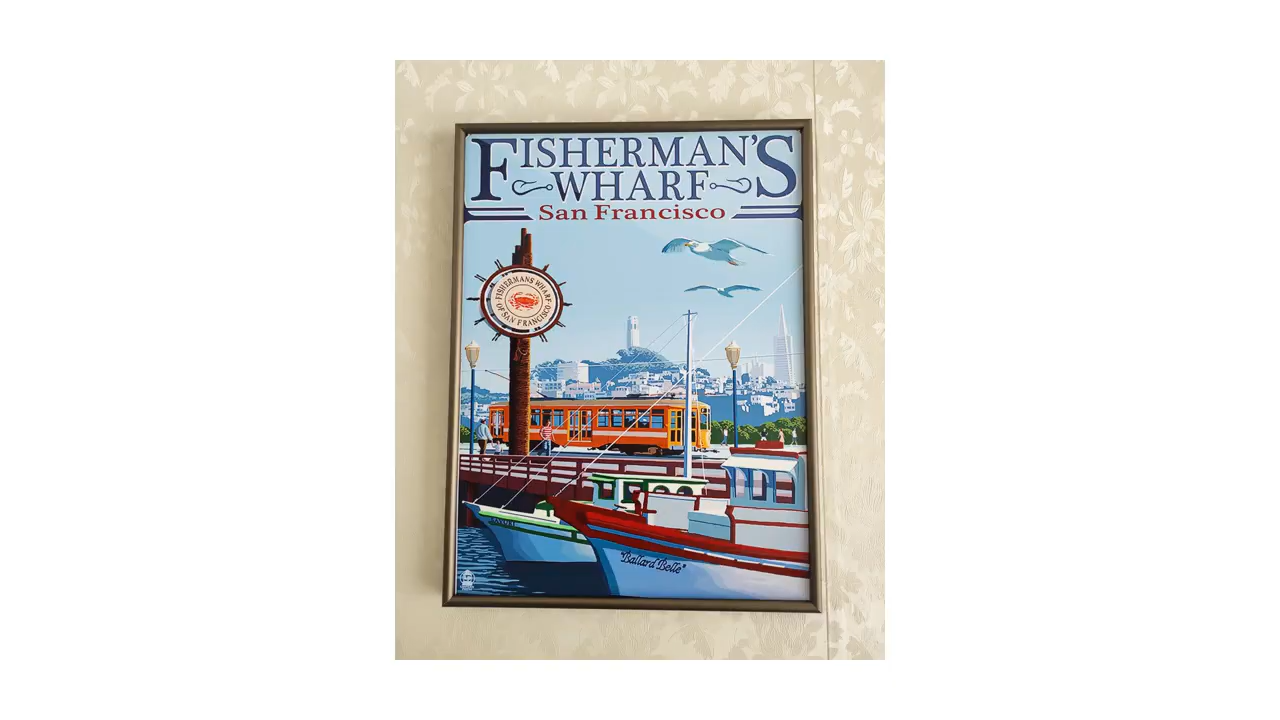 FISHERMAN'S
WHARF
San Francisco
FISHERMANS WHARF
OF SAN FRANCISCO
"Ballard Belle"